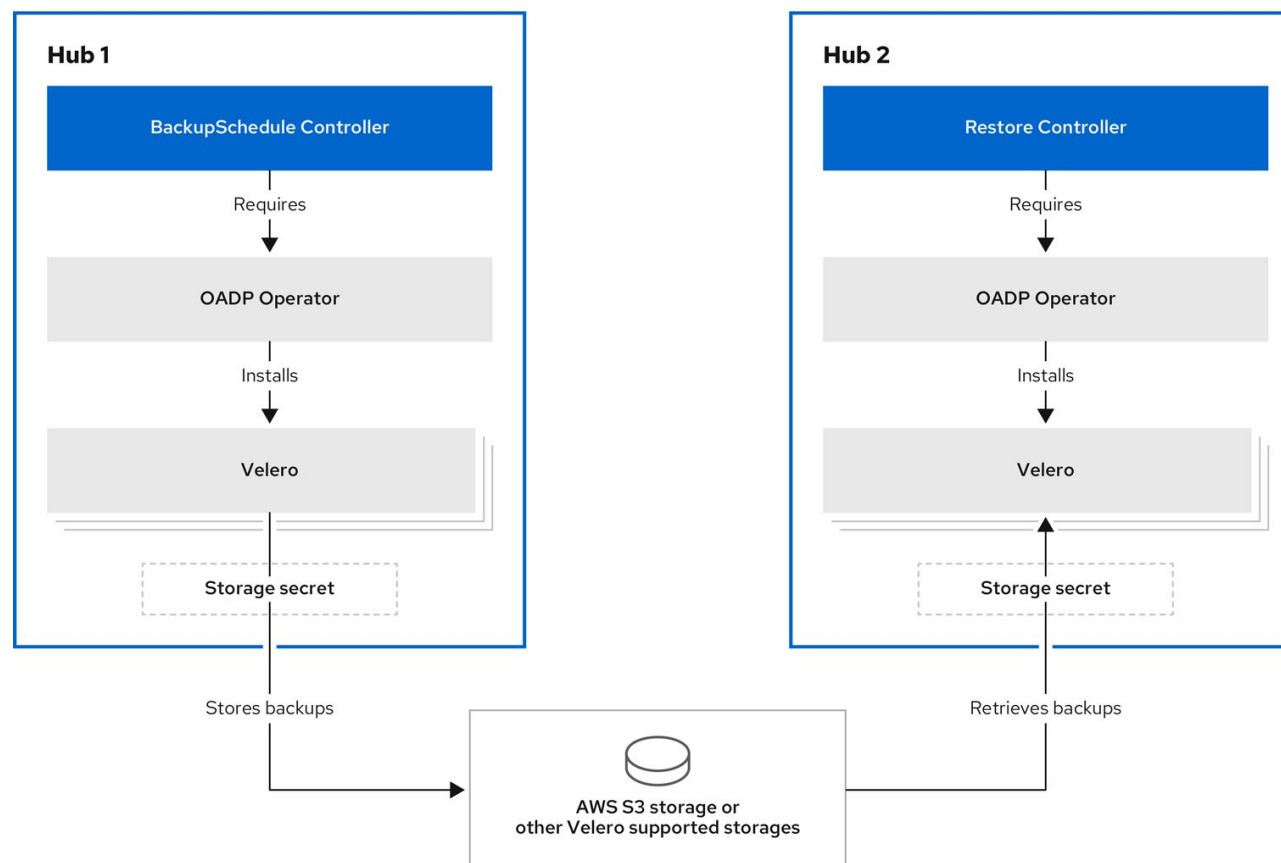 Hub 1
BackupSchedule Controller
Requires
OADP Operator
Installs
Velero
Storage secret
Stores backups
Hub 2
Restore Controller
Requires
OADP Operator
Installs
Velero
Storage secret
Retrieves backups
AWS S3 storage or
other Velero supported storages